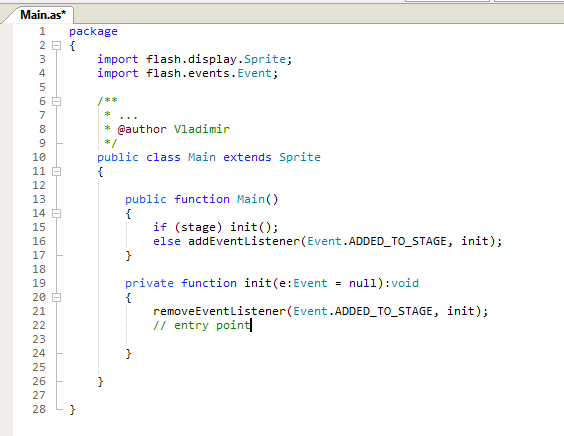 Main.as*
1 package
2 {
3     import flash.display.Sprite;
4     import flash.events.Event;
5
6     /**
7      * ...
8      * @author Vladimir
9      */
10     public class Main extends Sprite
11     {
12
13         public function Main()
14         {
15             if (stage) init();
16             else addEventListener(Event.ADDED_TO_STAGE, init);
17         }
18
19         private function init(e:Event = null):void
20         {
21             removeEventListener(Event.ADDED_TO_STAGE, init);
22             // entry point
23
24         }
25
26     }
27
28 }